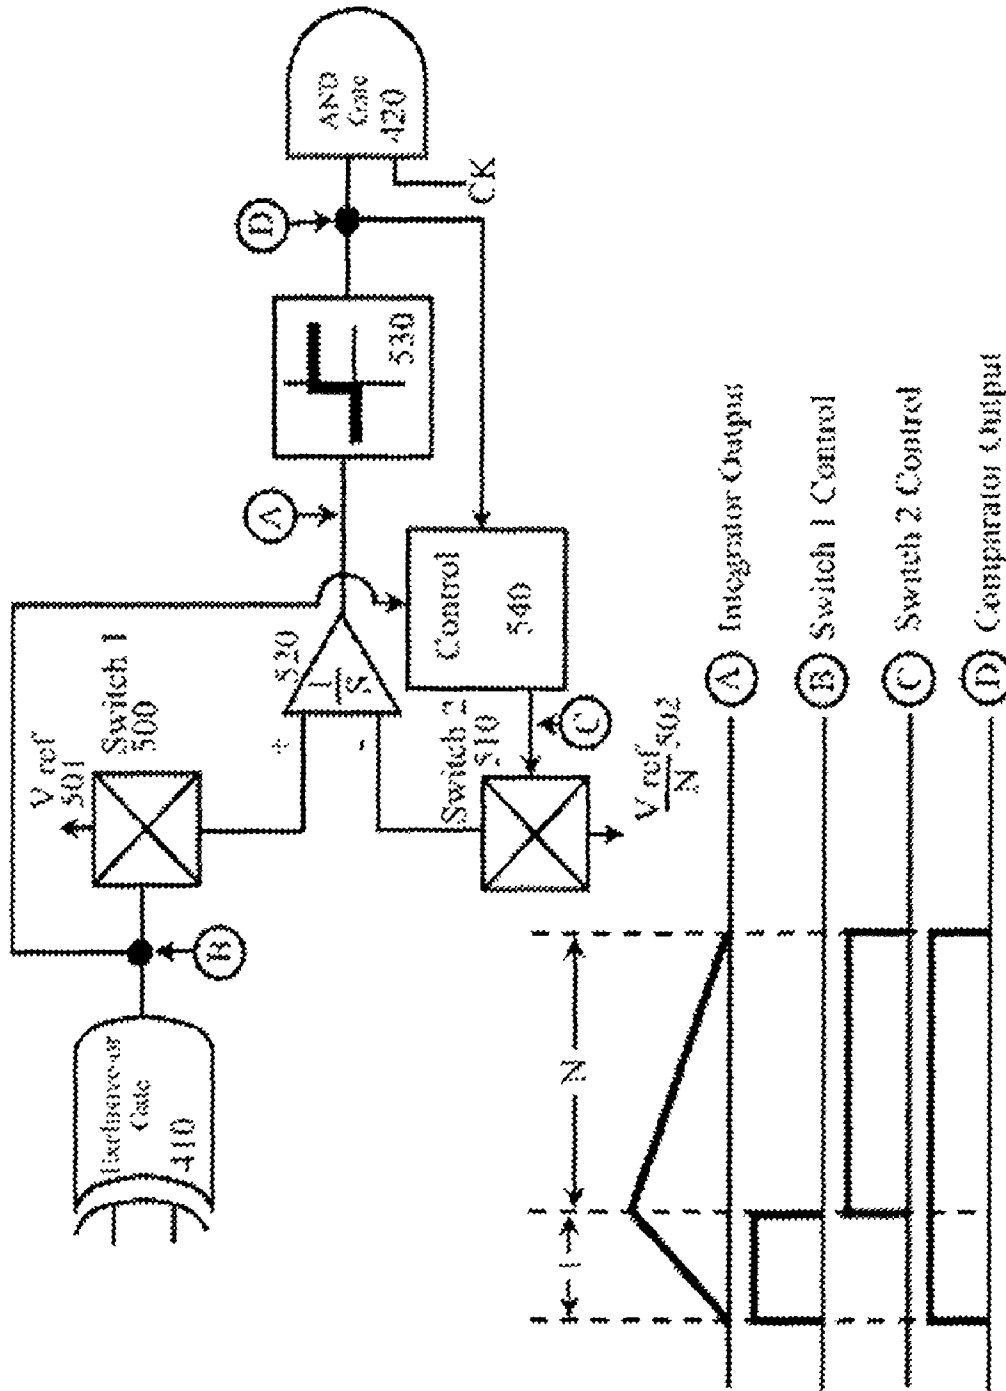 Exclusive-or
Gate
410
B
V ref
501
Switch 1
500
+
-
1
S
520
Switch 2
510
V ref
N
502
C
Control
540
A
530
D
AND
Gate
420
CK
1
N
A Integrator Output
B Switch 1 Control
C Switch 2 Control
D Comparator Output